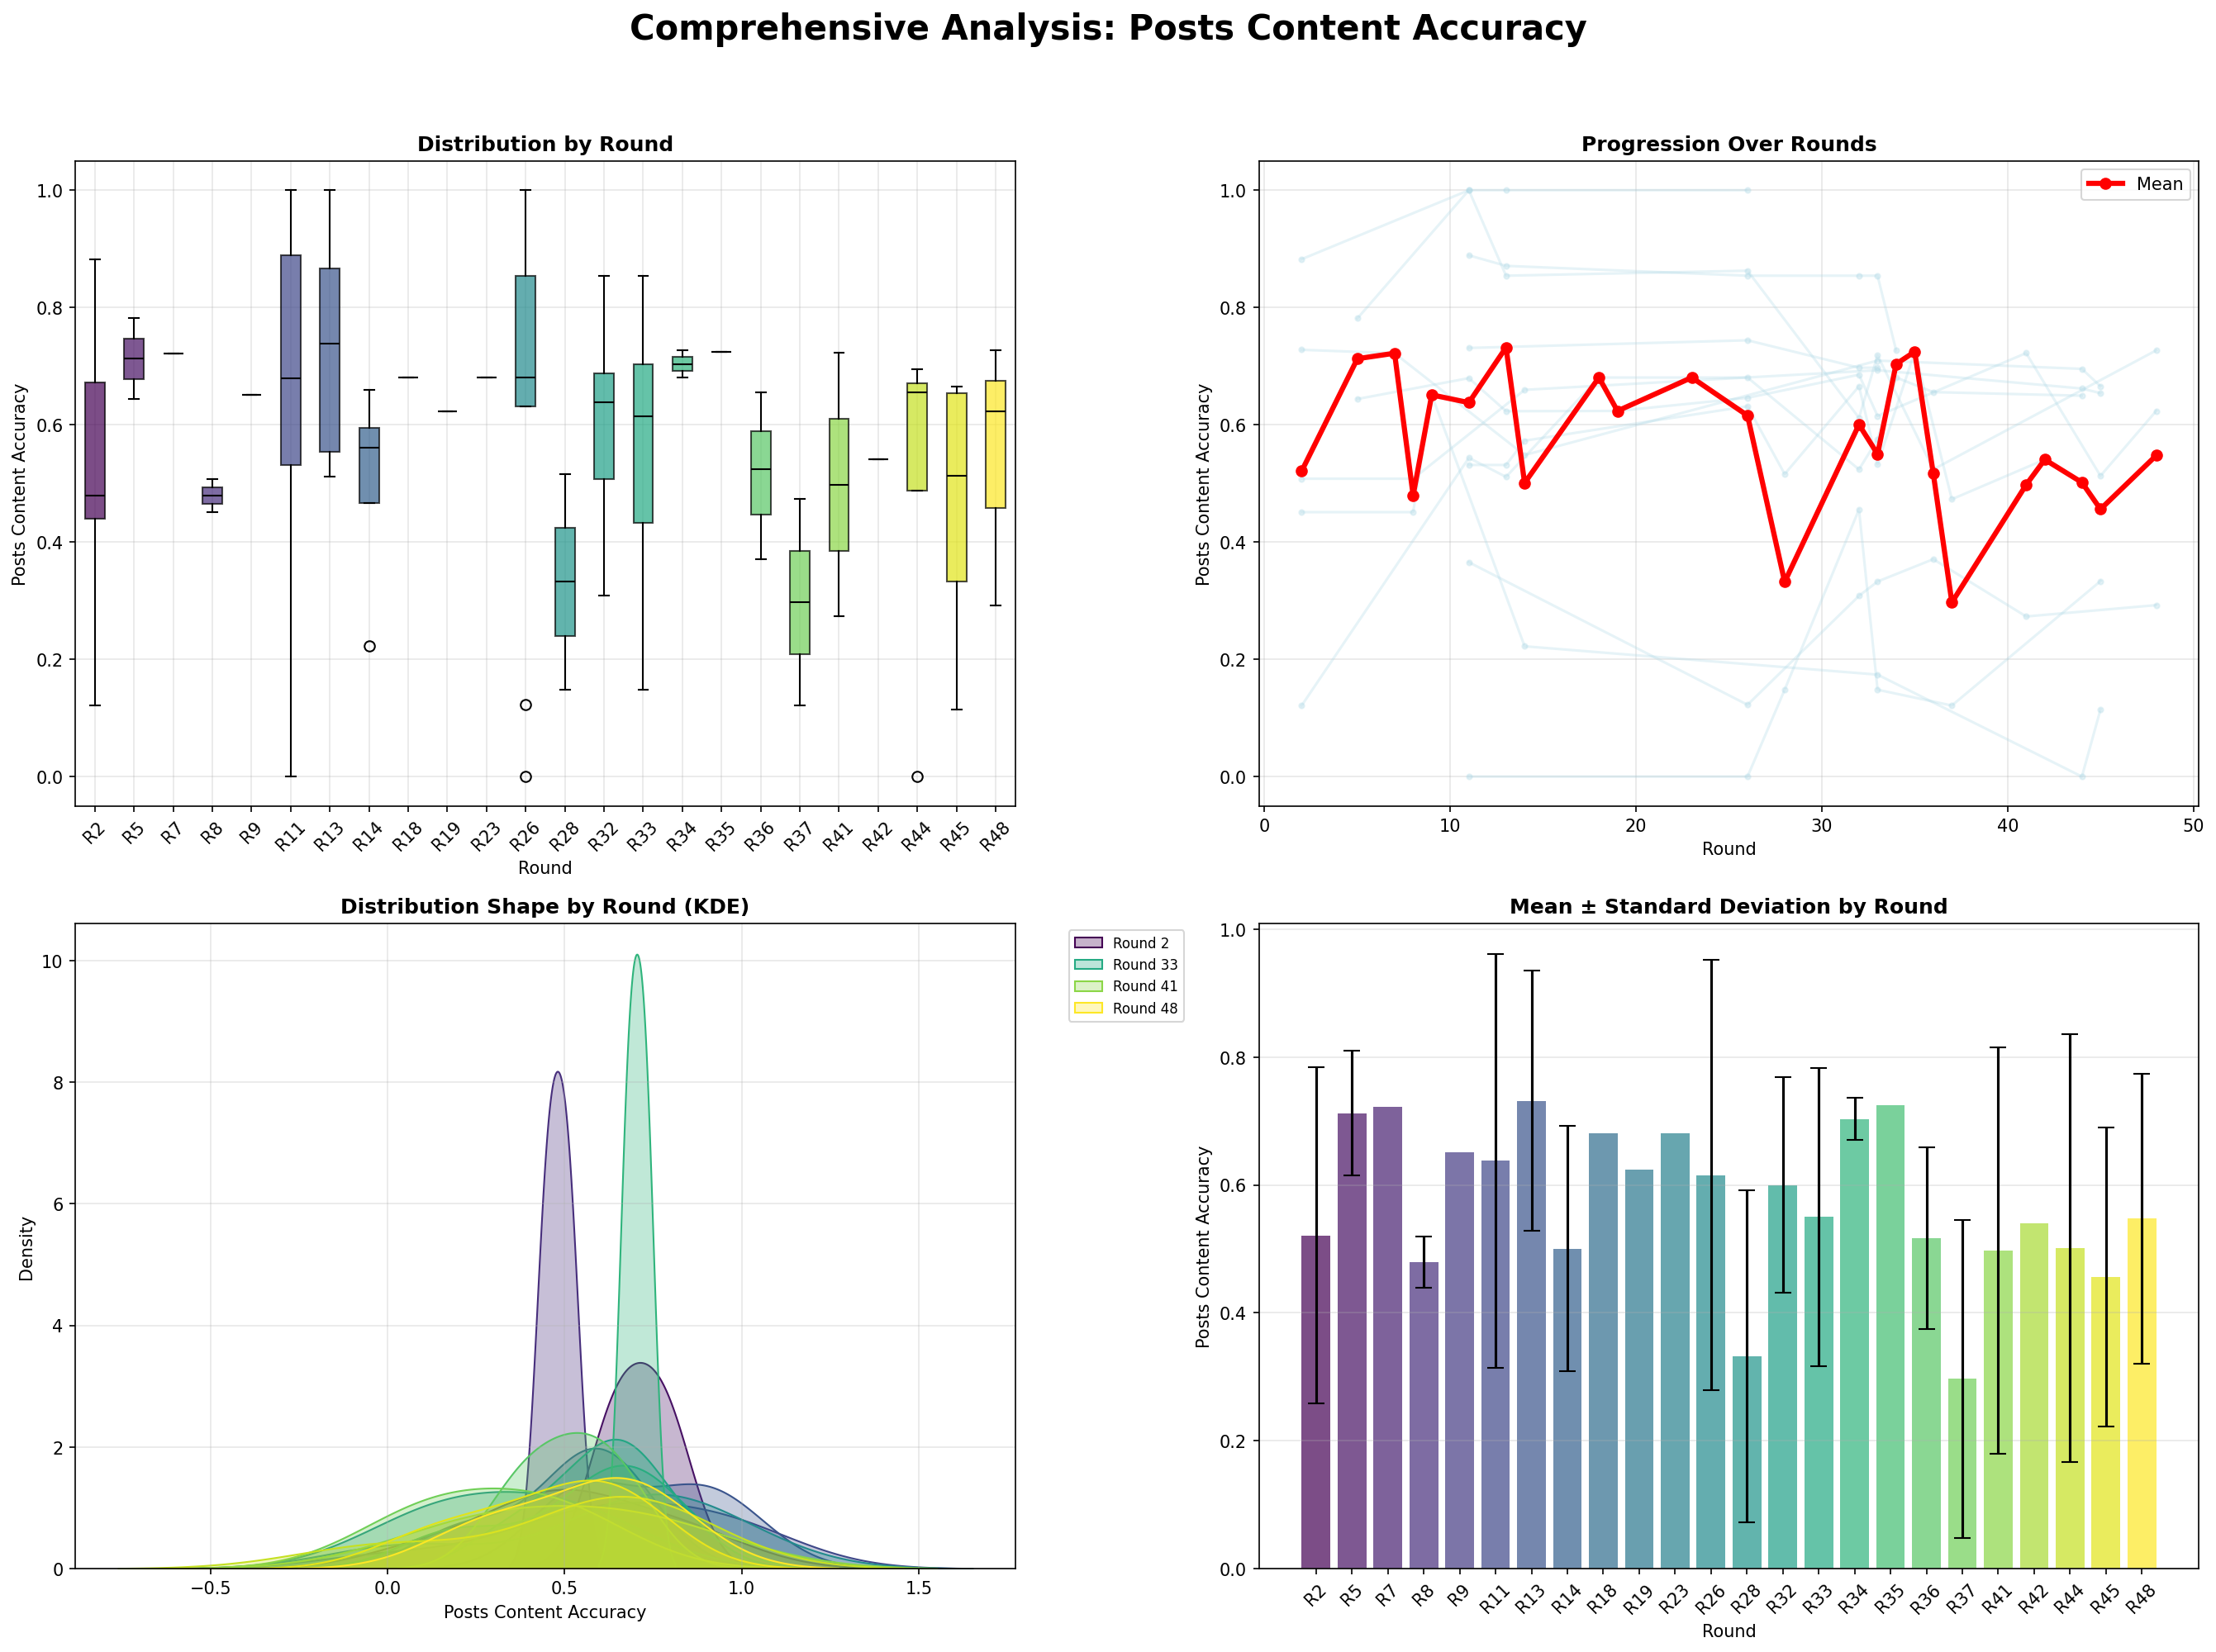 Comprehensive Analysis: Posts Content Accuracy
Distribution by Round
Posts Content Accuracy
1.0
0.8
0.6
0.4
0.2
0.0
R2 R5 R7 R8 R9 R11 R13 R14 R18 R19 R23 R26 R28 R32 R33 R34 R35 R36 R37 R41 R42 R44 R45 R48
Round
Progression Over Rounds
Mean
Posts Content Accuracy
1.0
0.8
0.6
0.4
0.2
0.0
0 10 20 30 40 50
Round
Distribution Shape by Round (KDE)
Round 2
Round 33
Round 41
Round 48
Density
10
8
6
4
2
0
−0.5 0.0 0.5 1.0 1.5
Posts Content Accuracy
Mean ± Standard Deviation by Round
Posts Content Accuracy
1.0
0.8
0.6
0.4
0.2
0.0
R2 R5 R7 R8 R9 R11 R13 R14 R18 R19 R23 R26 R28 R32 R33 R34 R35 R36 R37 R41 R42 R44 R45 R48
Round